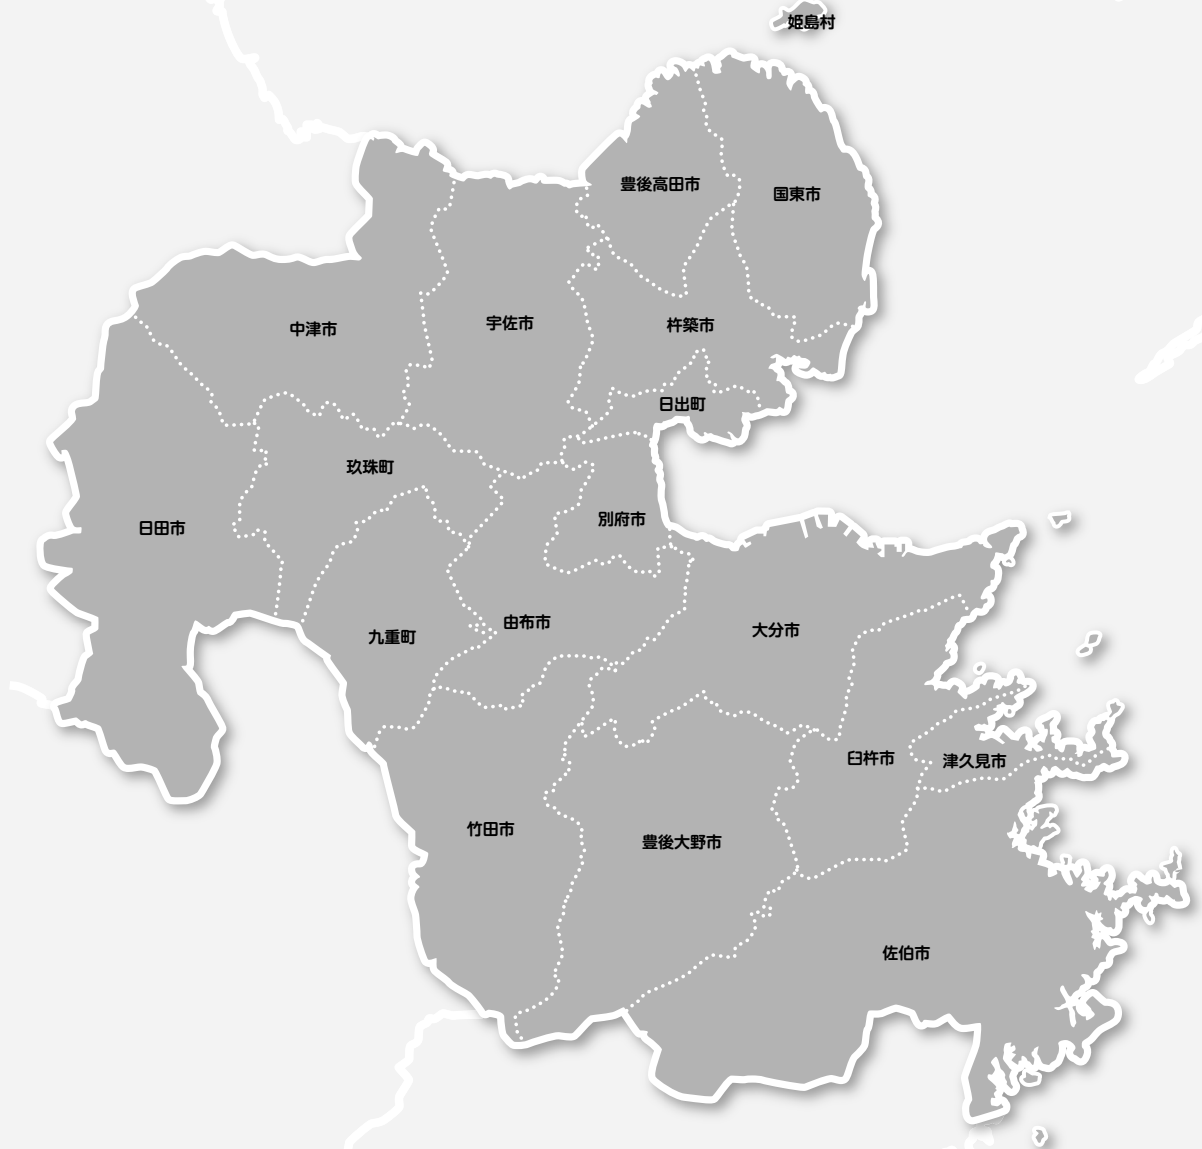 姫島村
豊後高田市
国東市
中津市
宇佐市
杵築市
日出町
玖珠町
日田市
別府市
九重町
由布市
大分市
臼杵市
津久見市
竹田市
豊後大野市
佐伯市